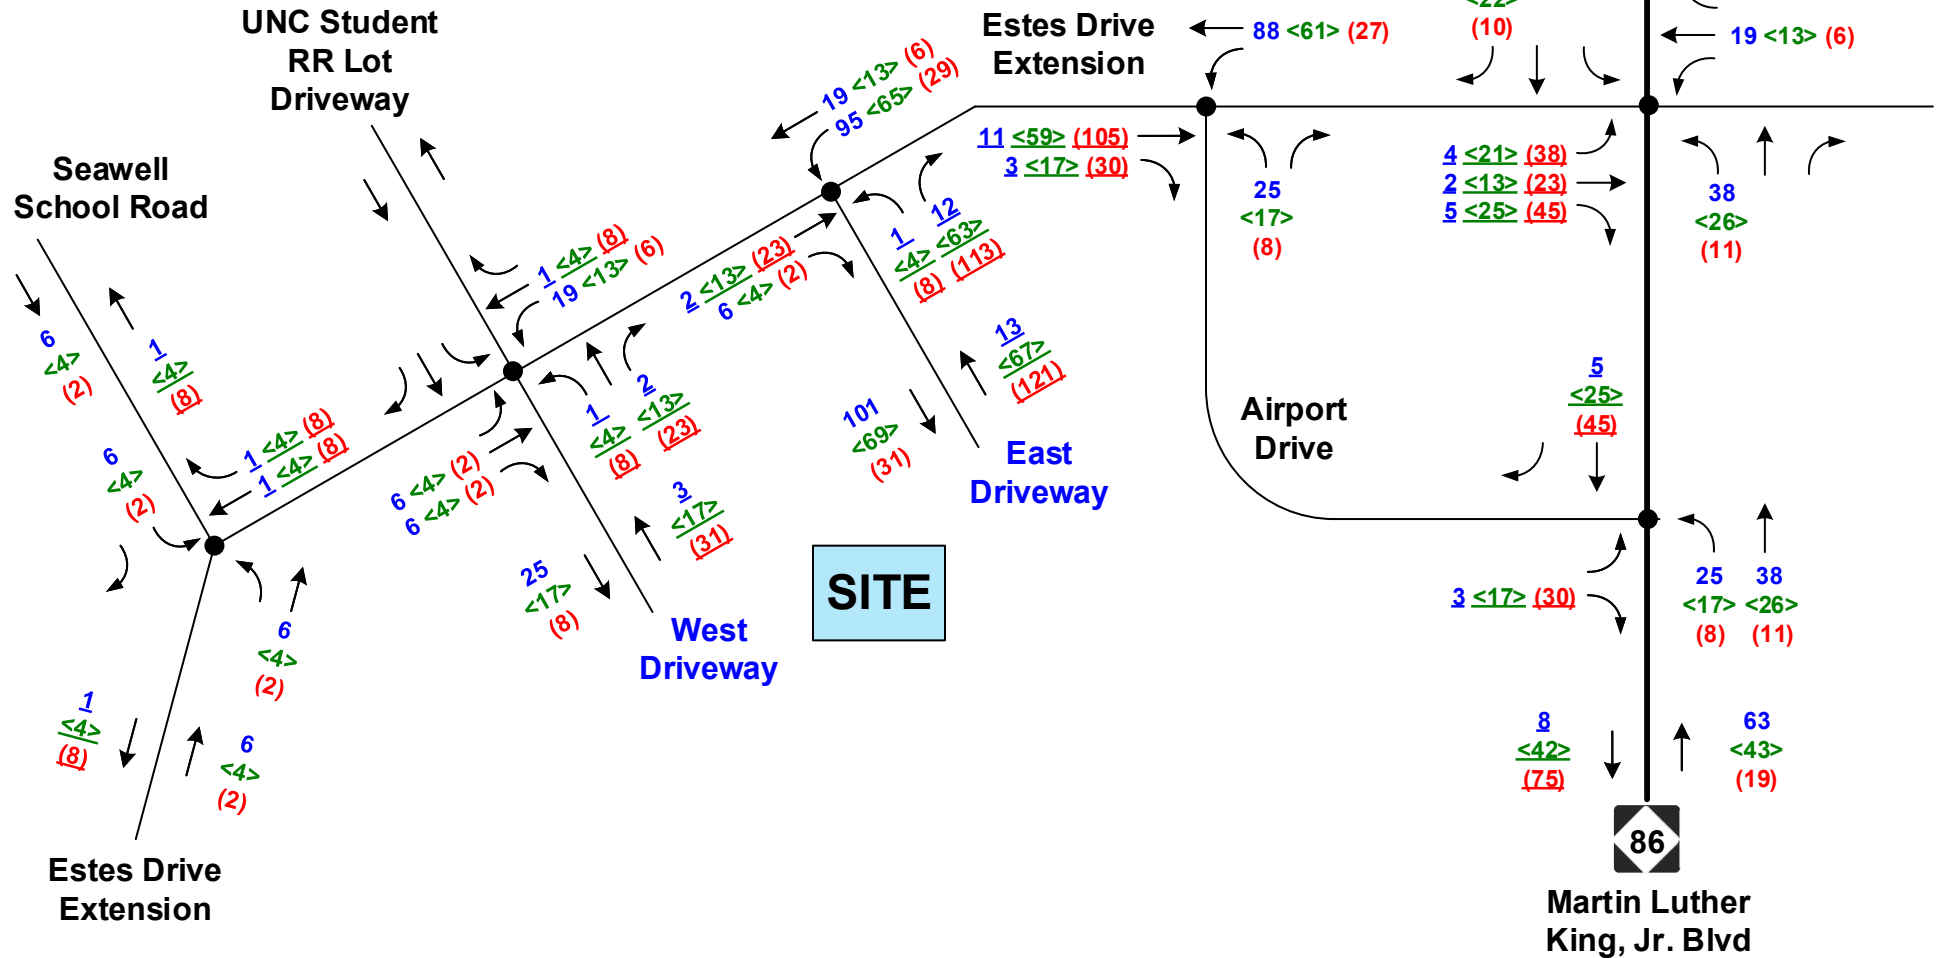 UNC Student
RR Lot
Driveway
Estes Drive
Extension
88 <61> (27)
<22>
(10)
19 <13> (6)
19 <13> (6)
95 <65> (29)
Seawell
School Road
11 <59> (105)
3 <17> (30)
25
<17>
(8)
4 <21> (38)
2 <13> (23)
5 <25> (45)
38
<26>
(11)
1 <4> (8)
19 <13> (6)
2 <13> (23)
6 <4> (2)
1
<4>
(8)
12
<63>
(113)
6
<4>
(2)
1
<4>
(8)
13
<67>
(121)
101
<69>
(31)
East
Driveway
Airport
Drive
5
<25>
(45)
6
<4>
(2)
1 <4> (8)
1 <4> (8)
6 <4> (2)
6 <4> (2)
1
<4>
(8)
2
<13>
(23)
3
<17>
(31)
25
<17>
(8)
West
Driveway
SITE
3 <17> (30)
25
<17>
(8)
38
<26>
(11)
6
<4>
(2)
1
<4>
(8)
6
<4>
(2)
8
<42>
(75)
63
<43>
(19)
86
Estes Drive
Extension
Martin Luther
King, Jr. Blvd